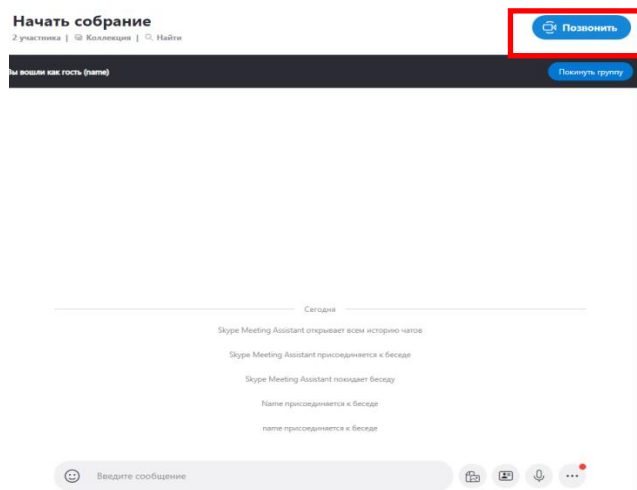 Начать собрание
2 участника | Коллекция | Найти
Позвонить
Вы вошли как гость (name)
Покинуть группу
Сегодня
Skype Meeting Assistant открывает всем историю чатов
Skype Meeting Assistant присоединяется к беседе
Skype Meeting Assistant покидает беседу
Name присоединяется к беседе
name присоединяется к беседе
Введите сообщение